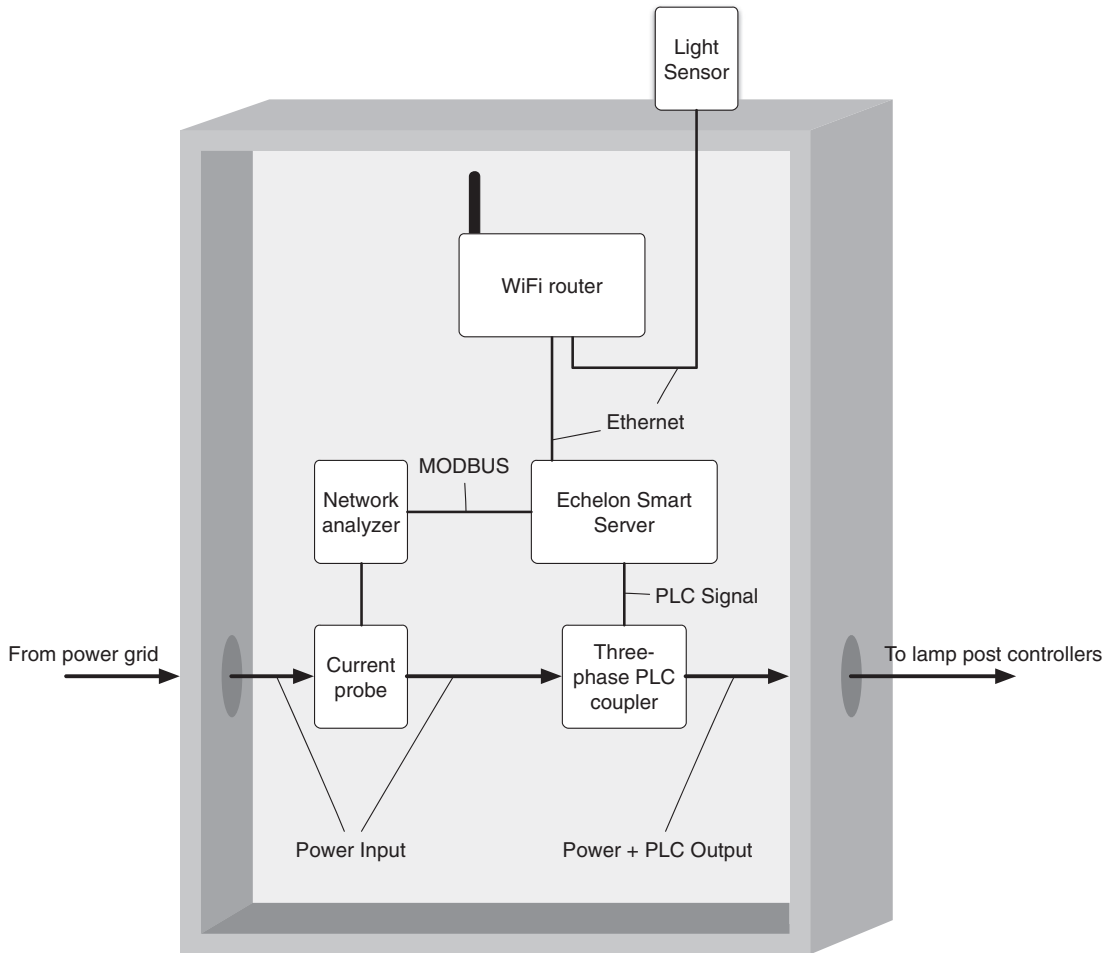 Light
Sensor
WiFi router
Ethernet
MODBUS
Network
analyzer
Echelon Smart
Server
PLC Signal
From power grid
Current
probe
Three-
phase PLC
coupler
To lamp post controllers
Power Input
Power + PLC Output